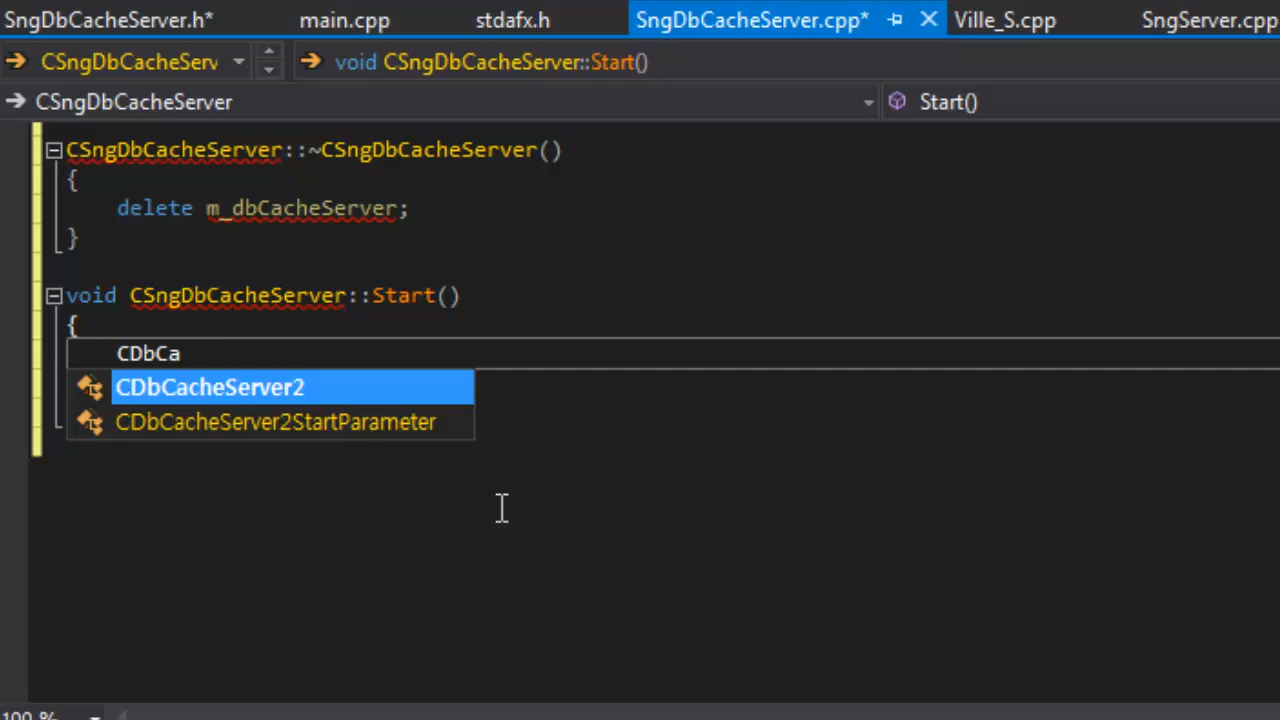 SngDbCacheServer.h* main.cpp stdafx.h SngDbCacheServer.cpp* Ville_S.cpp SngServer.cpp
CSngDbCacheServ void CSngDbCacheServer::Start()
CSngDbCacheServer Start()
CSngDbCacheServer::~CSngDbCacheServer()
{
delete m_dbCacheServer;
}
void CSngDbCacheServer::Start()
{
CDbCa
CDbCacheServer2
CDbCacheServer2StartParameter
100 %